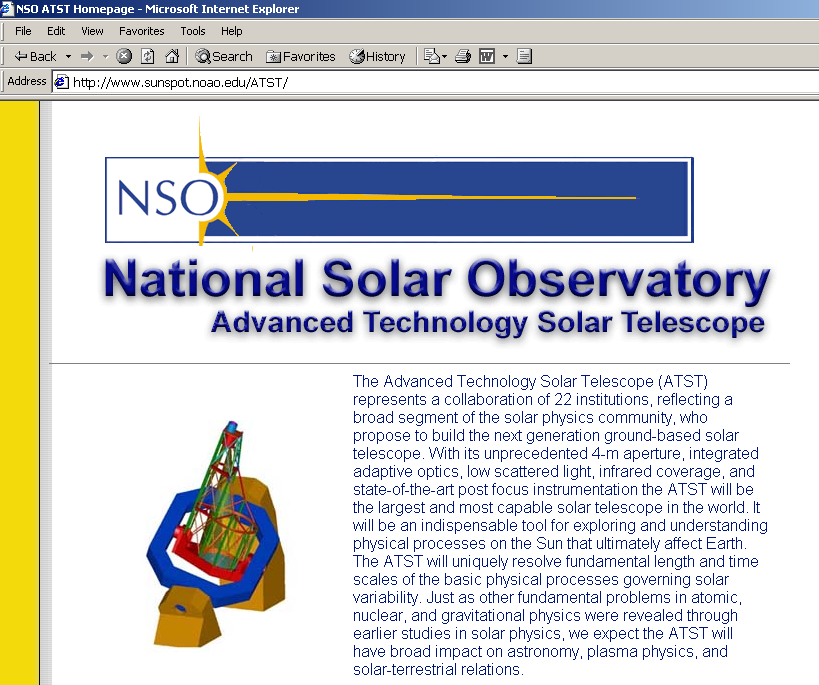 NSO ATST Homepage - Microsoft Internet Explorer
File Edit View Favorites Tools Help
Back Search Favorites History
Address http://www.sunspot.noao.edu/ATST/
NSO
National Solar Observatory
Advanced Technology Solar Telescope
The Advanced Technology Solar Telescope (ATST)
represents a collaboration of 22 institutions, reflecting a
broad segment of the solar physics community, who
propose to build the next generation ground-based solar
telescope. With its unprecedented 4-m aperture, integrated
adaptive optics, low scattered light, infrared coverage, and
state-of-the-art post focus instrumentation the ATST will be
the largest and most capable solar telescope in the world. It
will be an indispensable tool for exploring and understanding
physical processes on the Sun that ultimately affect Earth.
The ATST will uniquely resolve fundamental length and time
scales of the basic physical processes governing solar
variability. Just as other fundamental problems in atomic,
nuclear, and gravitational physics were revealed through
earlier studies in solar physics, we expect the ATST will
have broad impact on astronomy, plasma physics, and
solar-terrestrial relations.